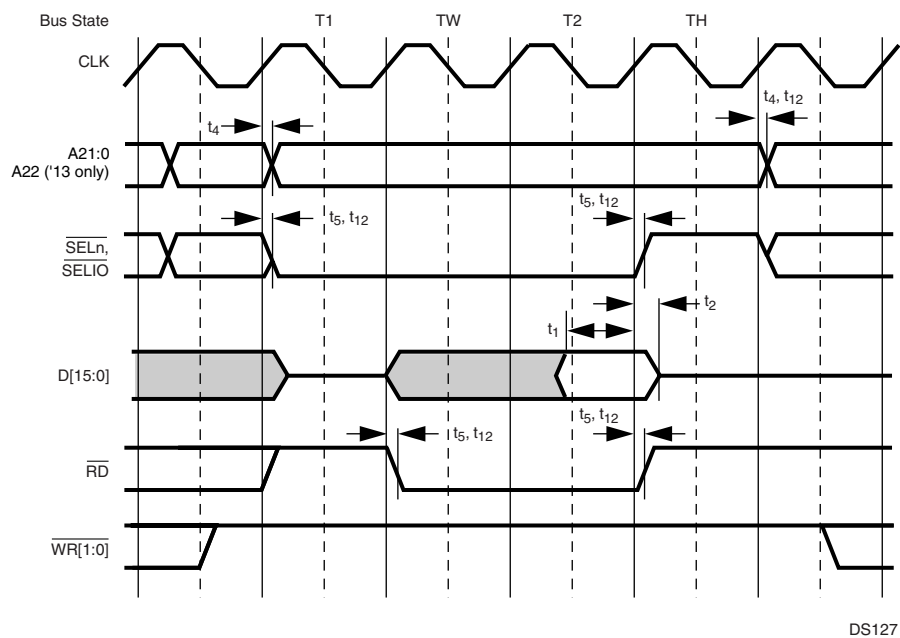 Bus State T1 TW T2 TH
CLK
t4 t4, t12
A21:0
A22 ('13 only)
t5, t12 t5, t12
SELn,
SELIO
t2
t1
D[15:0]
t5, t12
t5, t12
RD
WR[1:0]
DS127